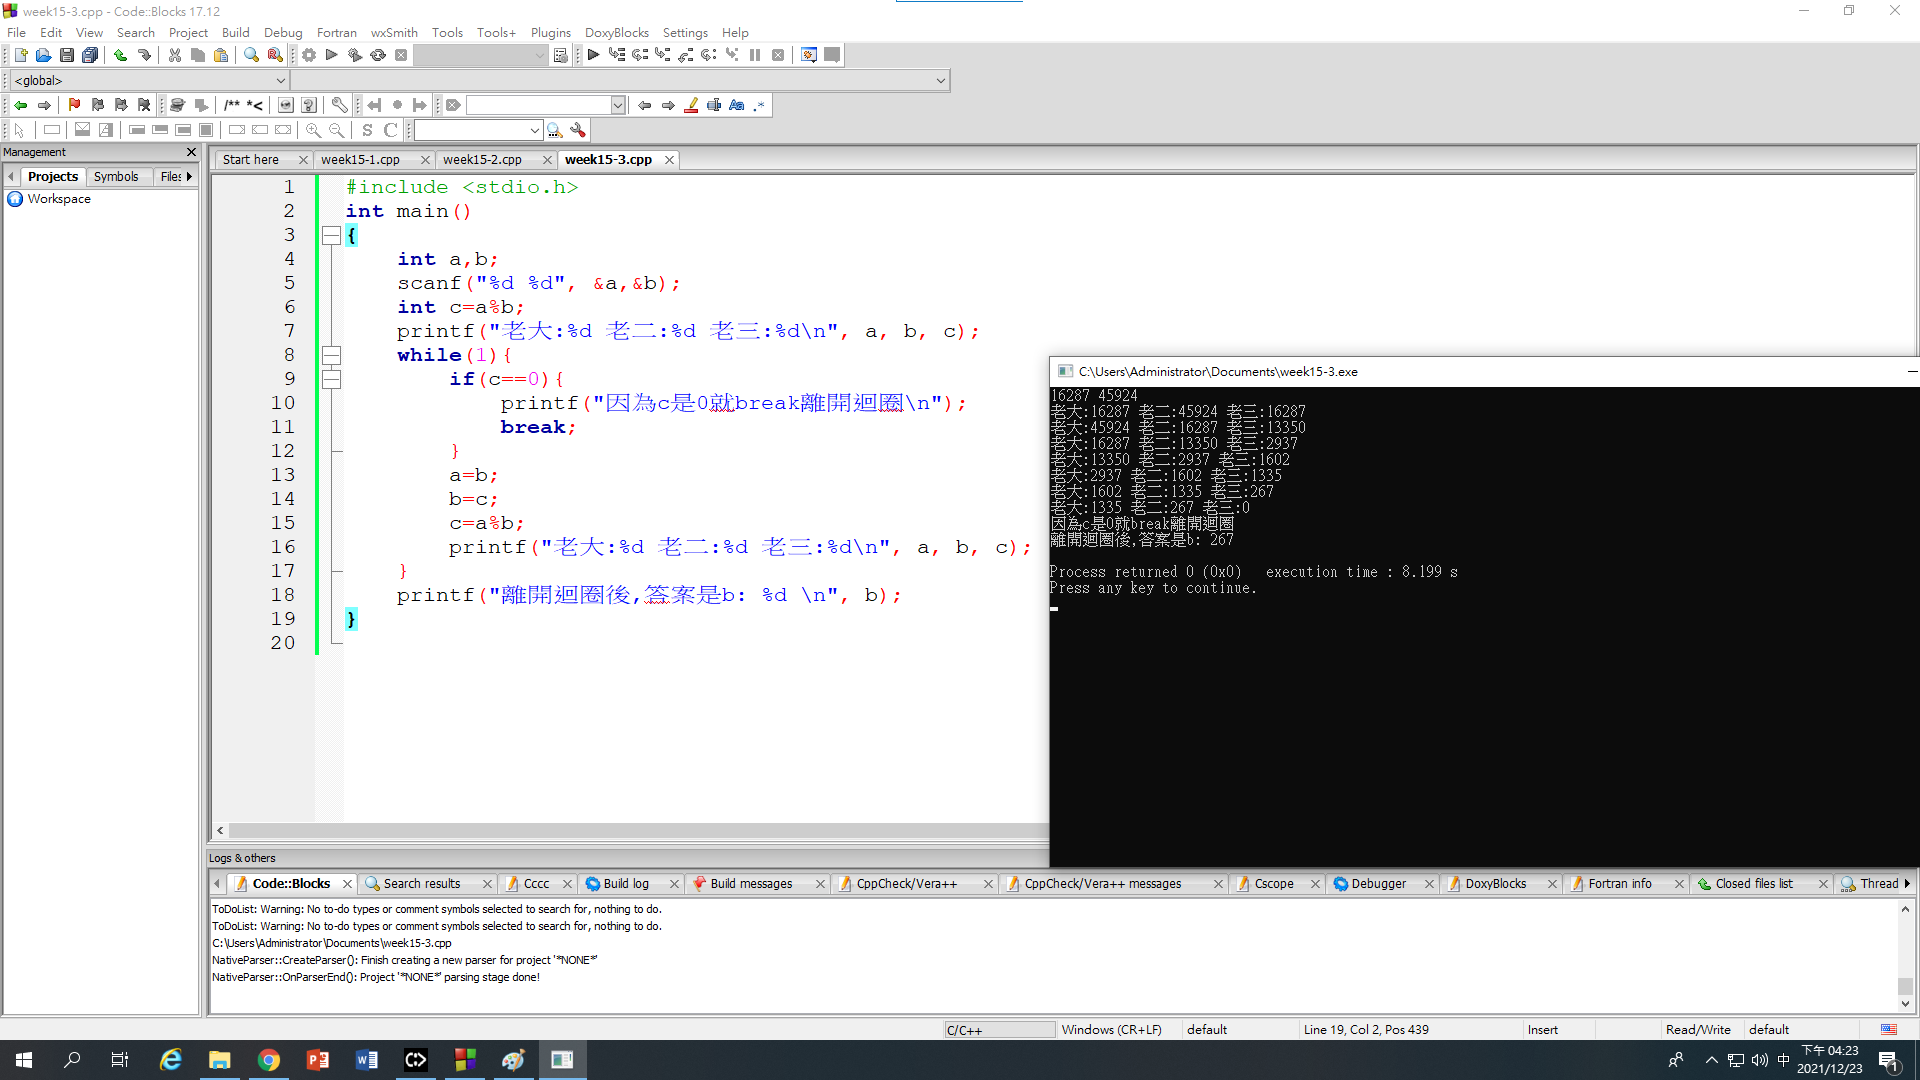 week15-3.cpp - Code::Blocks 17.12
File Edit View Search Project Build Debug Fortran wxSmith Tools Tools+ Plugins DoxyBlocks Settings Help
<global>
/** *<
S C
Management
Projects Symbols Files
Workspace
Start here week15-1.cpp week15-2.cpp week15-3.cpp
1 #include <stdio.h>
2 int main()
3 {
4 int a,b;
5 scanf("%d %d", &a,&b);
6 int c=a%b;
7 printf("老大:%d 老二:%d 老三:%d\n", a, b, c);
8 while(1){
9 if(c==0){
10 printf("因為c是0就break離開迴圈\n");
11 break;
12 }
13 a=b;
14 b=c;
15 c=a%b;
16 printf("老大:%d 老二:%d 老三:%d\n", a, b, c);
17 }
18 printf("離開迴圈後,答案是b: %d \n", b);
19 }
20
C:\Users\Administrator\Documents\week15-3.exe
16287 45924
老大:16287 老二:45924 老三:16287
老大:45924 老二:16287 老三:13350
老大:16287 老二:13350 老三:2937
老大:13350 老二:2937 老三:1602
老大:2937 老二:1602 老三:1335
老大:1602 老二:1335 老三:267
老大:1335 老二:267 老三:0
因為c是0就break離開迴圈
離開迴圈後,答案是b: 267
Process returned 0 (0x0) execution time : 8.199 s
Press any key to continue.
Logs & others
Code::Blocks Search results Cccc Build log Build messages CppCheck/Vera++ CppCheck/Vera++ messages Cscope Debugger DoxyBlocks Fortran info Closed files list Thread
ToDoList: Warning: No to-do types or comment symbols selected to search for, nothing to do.
ToDoList: Warning: No to-do types or comment symbols selected to search for, nothing to do.
C:\Users\Administrator\Documents\week15-3.cpp
NativeParser::CreateParser(): Finish creating a new parser for project '*NONE*'
NativeParser::OnParserEnd(): Project '*NONE*' parsing stage done!
C/C++ Windows (CR+LF) default Line 19, Col 2, Pos 439 Insert Read/Write default
中 下午 04:23
2021/12/23
1